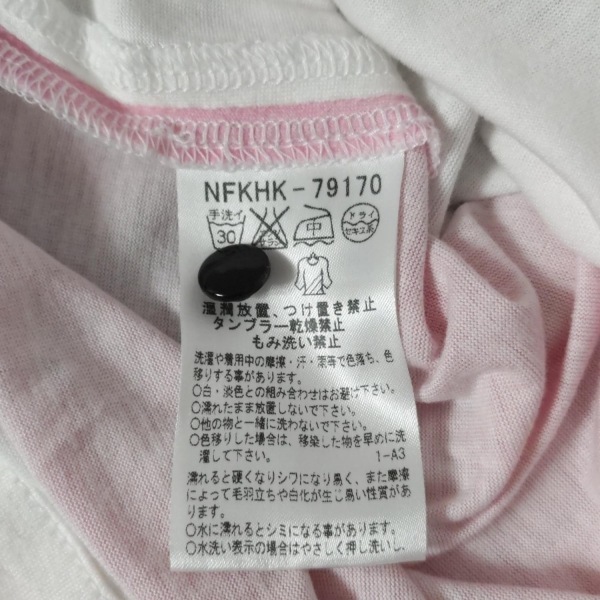 NFKHK-79170
手洗イ
30
エンソ
サラシ
中
ドライ
セキユ系
湿潤放置、つけ置き禁止
タンブラー乾燥禁止
もみ洗い禁止
洗濯や着用中の摩擦・汗・雨等で色落ち、色
移りする事があります。
○白・淡色との組み合わせはお避け下さい。
○濡れたまま放置しないで下さい。
○他の物と一緒に洗わないで下さい。
○色移りした場合は、移染した物を早めに洗
濯して下さい。 1-A3
濡れると硬くなりシワになり易く、また摩擦
によって毛羽立ちや白化が生じ易い性質があ
ります。
○水に濡れるとシミになる事があります。
○水洗い表示の場合はやさしく押し洗いし、